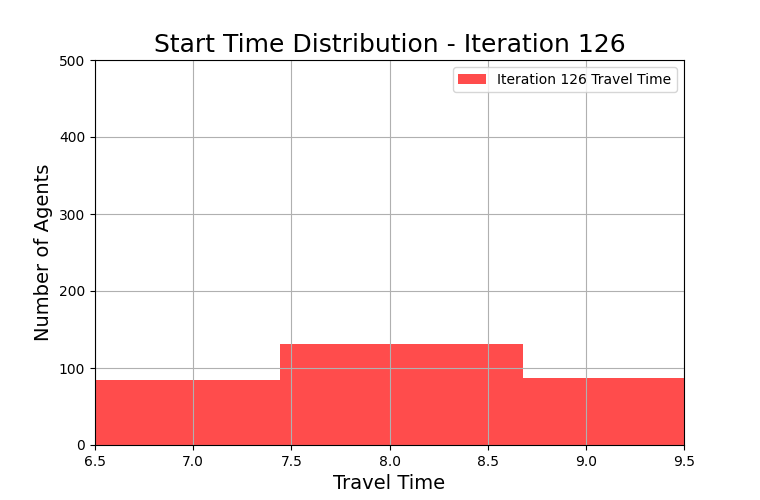 Start Time Distribution - Iteration 126
Iteration 126 Travel Time
Number of Agents
500
400
300
200
100
0
6.5 7.0 7.5 8.0 8.5 9.0 9.5
Travel Time